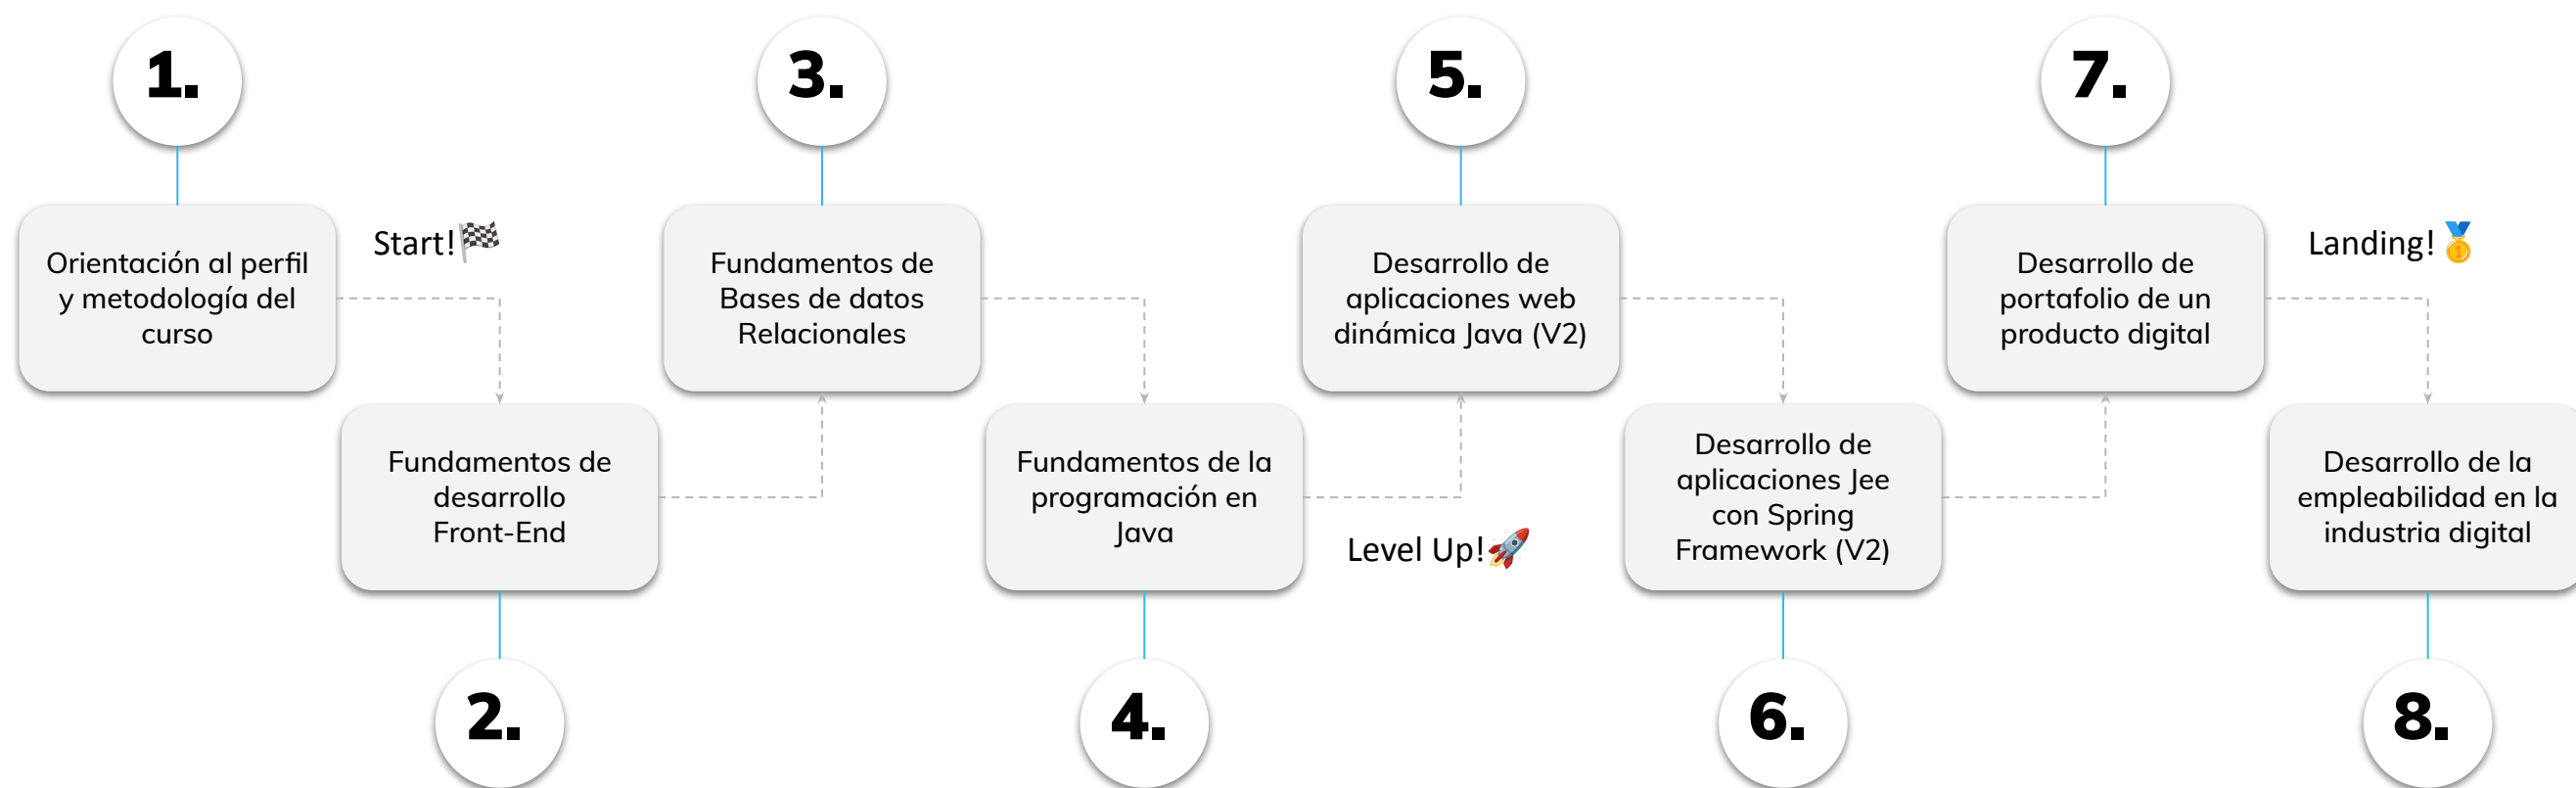 1.
Orientación al perfil
y metodología del
curso
Start!🏁
2.
Fundamentos de
desarrollo
Front-End
3.
Fundamentos de
Bases de datos
Relacionales
4.
Fundamentos de la
programación en
Java
Level Up!🚀
5.
Desarrollo de
aplicaciones web
dinámica Java (V2)
6.
Desarrollo de
aplicaciones Jee
con Spring
Framework (V2)
7.
Desarrollo de
portafolio de un
producto digital
Landing!🥇
8.
Desarrollo de la
empleabilidad en la
industria digital